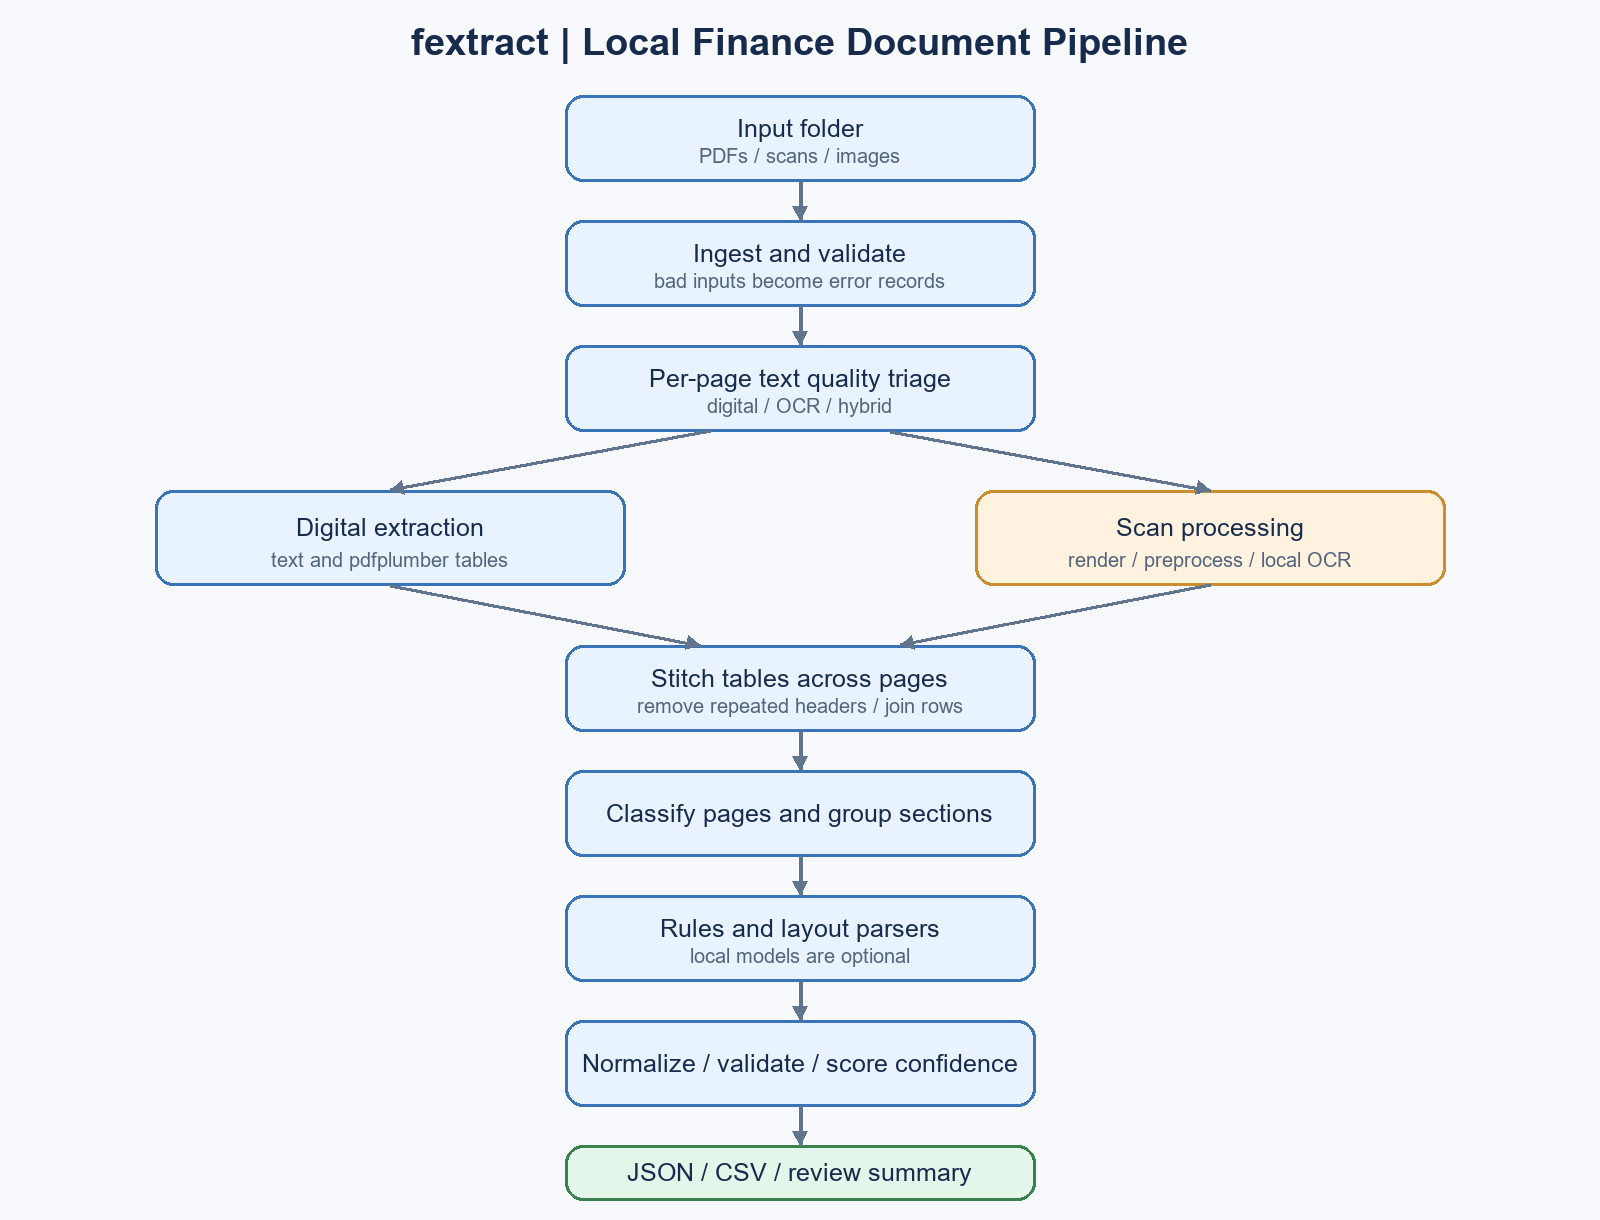 fextract | Local Finance Document Pipeline
Input folder
PDFs / scans / images
Ingest and validate
bad inputs become error records
Per-page text quality triage
digital / OCR / hybrid
Digital extraction
text and pdfplumber tables
Scan processing
render / preprocess / local OCR
Stitch tables across pages
remove repeated headers / join rows
Classify pages and group sections
Rules and layout parsers
local models are optional
Normalize / validate / score confidence
JSON / CSV / review summary